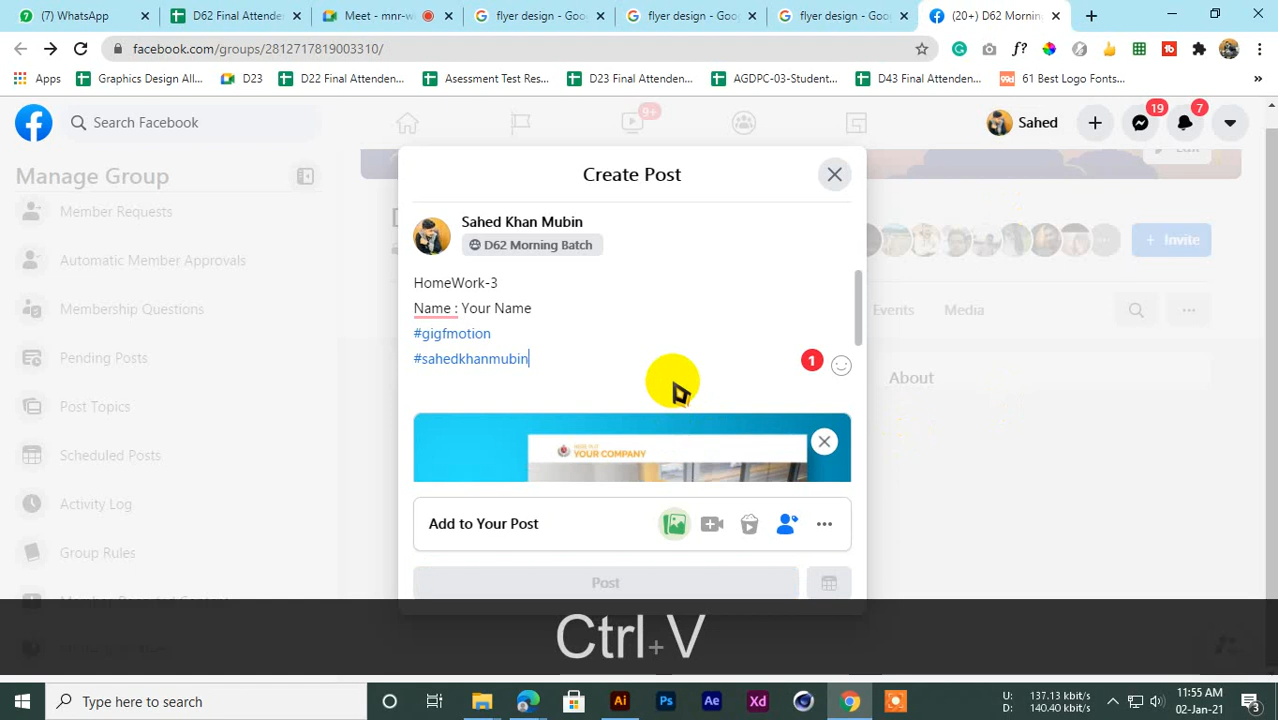 WhatsApp
D62 Final Attende
Meet - mnr-w
flyer design - Goo
flyer design - Goo
flyer design - Goo
(20+) D62 Mornin
facebook.com/groups/2812717819003310/
Apps
Graphics Design All...
D23
D22 Final Attenden...
Asessment Test Res...
D23 Final Attenden...
AGDPC-03-Student...
D43 Final Attenden...
61 Best Logo Fonts...
Search Facebook
9+
Sahed
19
7
Manage Group
Create Post
Edit
Member Requests
Sahed Khan Mubin
D62 Morning Batch
+ Invite
Automatic Member Approvals
HomeWork-3
Name : Your Name
#gigfmotion
#sahedkhanmubin
1
Membership Questions
Events
Media
Pending Posts
About
Post Topics
Scheduled Posts
YOUR COMPANY
Activity Log
Add to Your Post
Group Rules
Post
Ctrl+V
Type here to search
U: 137.13 kbit/s
D: 140.40 kbit/s
11:55 AM
02-Jan-21
3